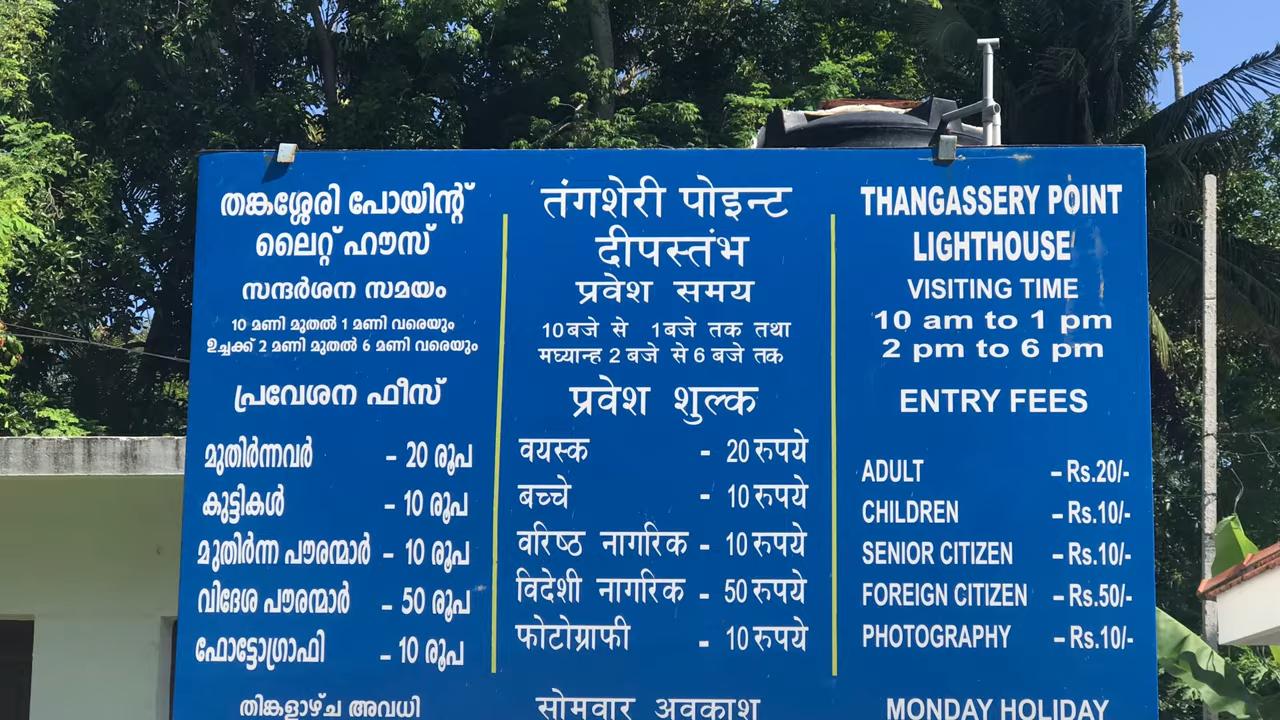 തങ്കശ്ശേരി പോയിന്റ്
ലൈറ്റ് ഹൗസ്
സന്ദർശന സമയം
10 മണി മുതൽ 1 മണി വരെയും
ഉച്ചക്ക് 2 മണി മുതൽ 6 മണി വരെയും
പ്രവേശന ഫീസ്
മുതിർന്നവർ - 20 രൂപ
കുട്ടികൾ - 10 രൂപ
മുതിർന്ന പൗരന്മാർ - 10 രൂപ
വിദേശ പൗരന്മാർ - 50 രൂപ
ഫോട്ടോഗ്രാഫി - 10 രൂപ
തിങ്കളാഴ്ച അവധി
तंगशेरी पोइन्ट
दीपस्तंभ
प्रवेश समय
10बजे से 1बजे तक तथा
मघ्यान्ह 2 बजे से 6 बजे तक
प्रवेश शुल्क
वयस्क - 20 रुपये
बच्चे - 10 रुपये
वरिष्ठ नागरिक - 10 रुपये
विदेशी नागरिक - 50 रुपये
फोटोग्राफी - 10 रुपये
सोमवार अवकाश
THANGASSERY POINT
LIGHTHOUSE
VISITING TIME
10 am to 1 pm
2 pm to 6 pm
ENTRY FEES
ADULT - Rs.20/-
CHILDREN - Rs.10/-
SENIOR CITIZEN - Rs.10/-
FOREIGN CITIZEN - Rs.50/-
PHOTOGRAPHY - Rs.10/-
MONDAY HOLIDAY